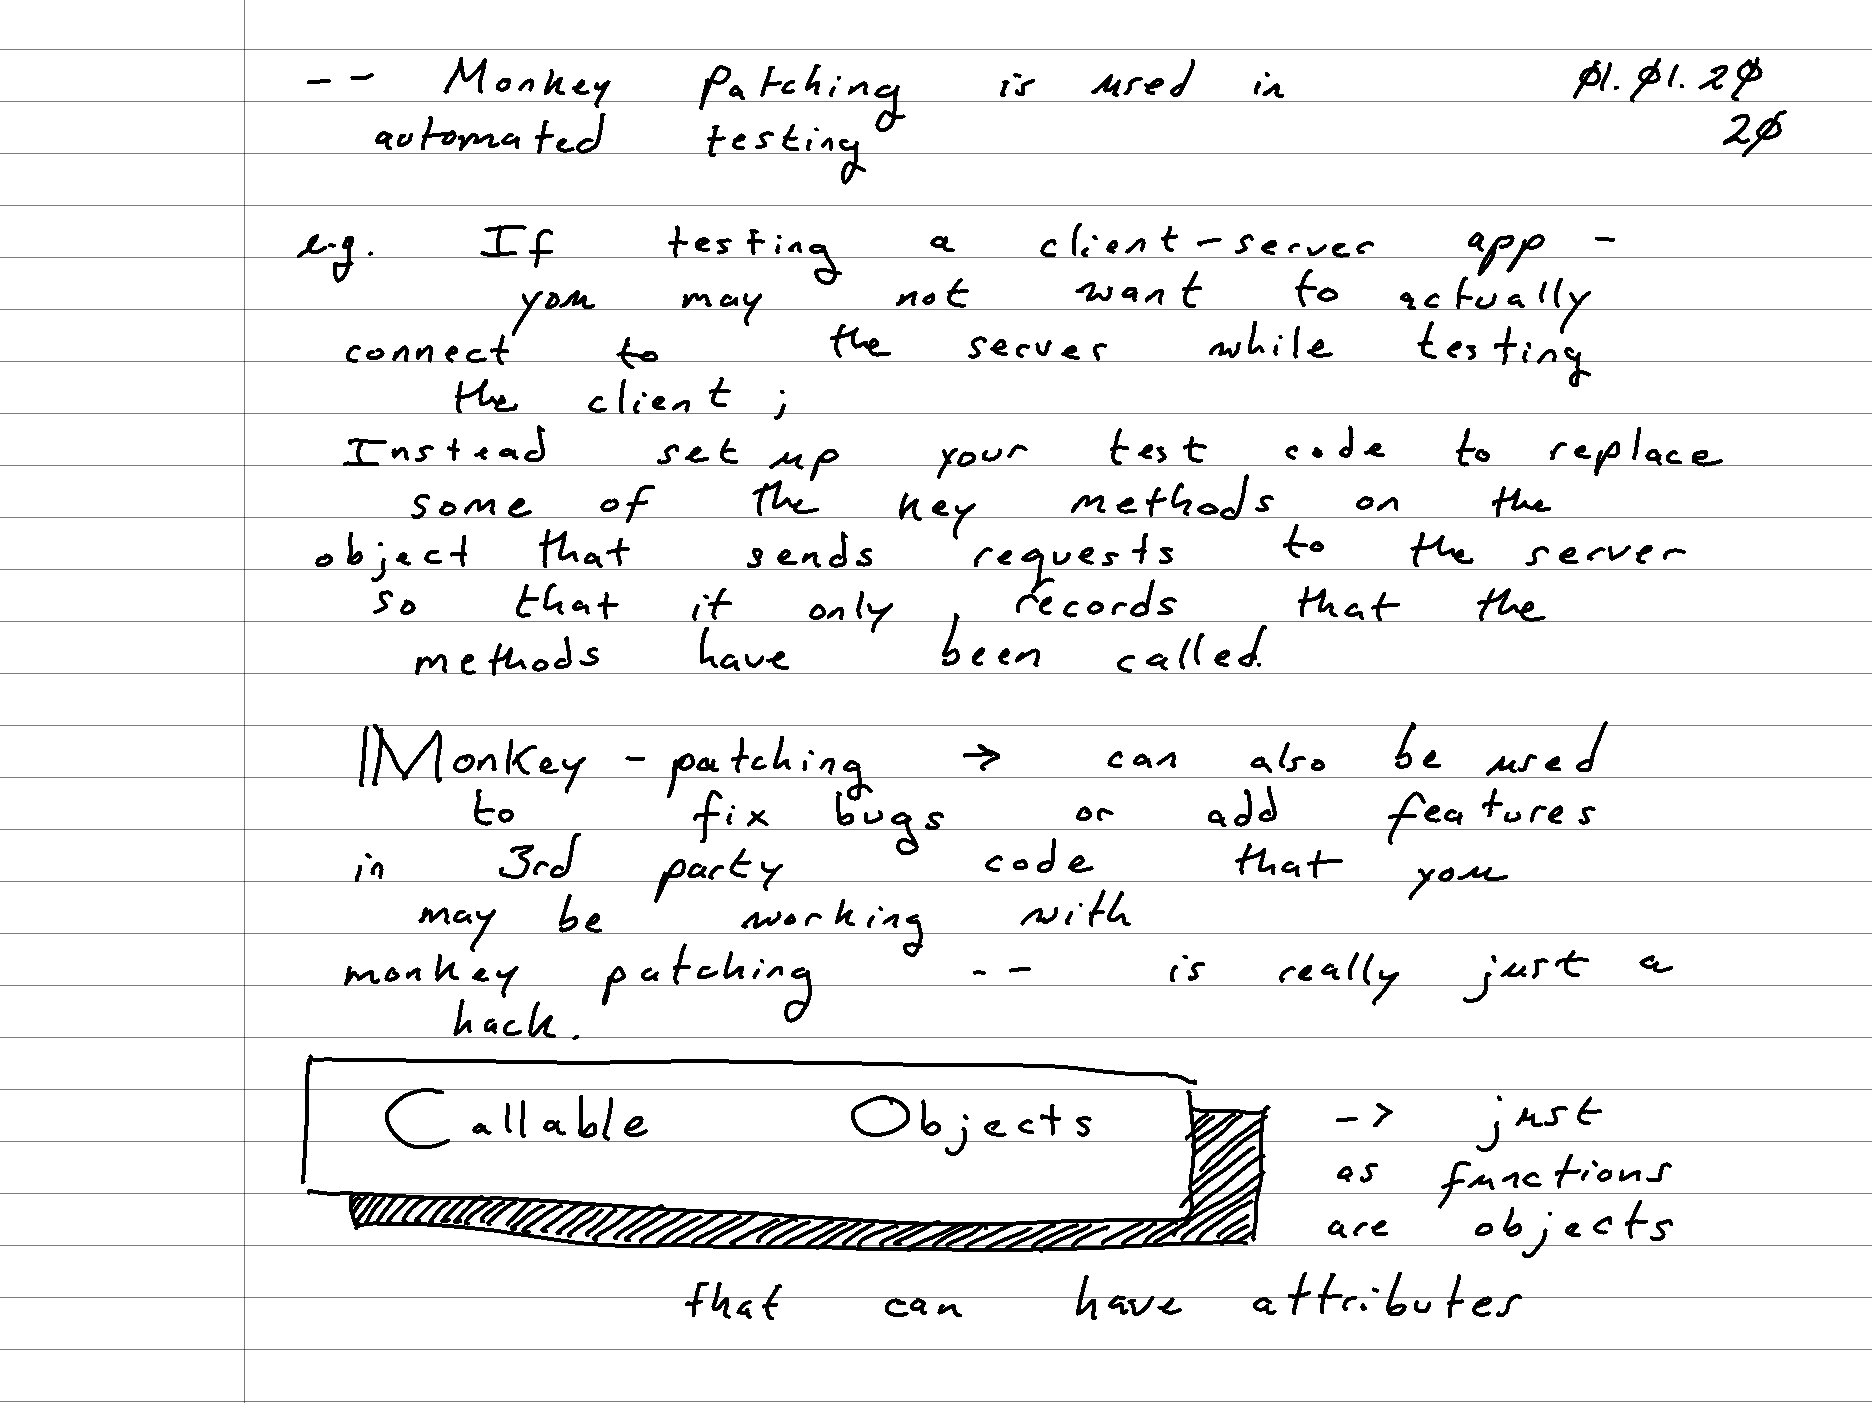 -- Monkey Patching is used in Ø1.Ø1.2Ø
automated testing 2Ø
e.g. If testing a client-server app -
you may not want to actually
connect to the server while testing
the client ;
Instead set up your test code to replace
some of the key methods on the
object that sends requests to the server
so that it only records that the
methods have been called.
Monkey-patching → can also be used
to fix bugs or add features
in 3rd party code that you
may be working with
monkey patching -- is really just a
hack.
Callable Objects -> just
as functions
are objects
that can have attributes